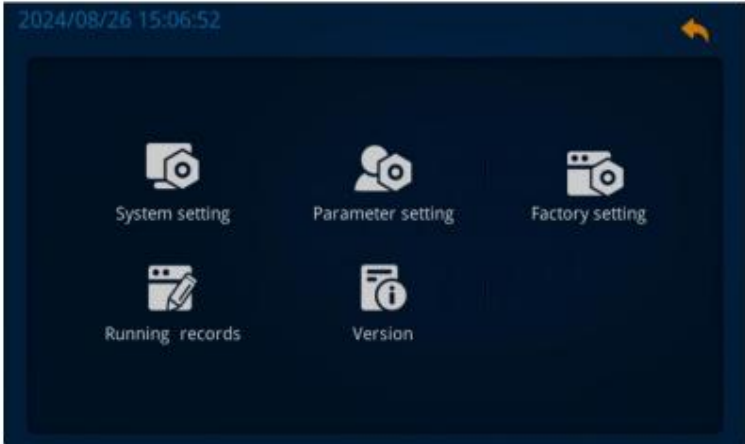 2024/08/26 15:06:52
System setting
Parameter setting
Factory setting
Running records
Version